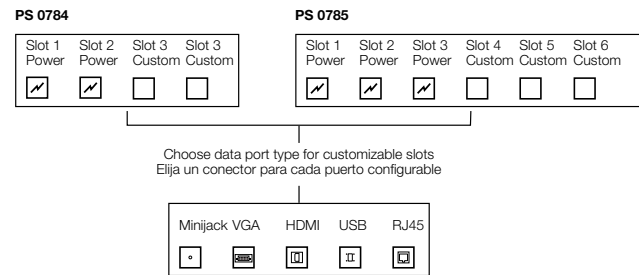 PS 0784
PS 0785
Slot 1 Slot 2 Slot 3 Slot 3
Power Power Custom Custom
Slot 1 Slot 2 Slot 3 Slot 4 Slot 5 Slot 6
Power Power Power Custom Custom Custom
Choose data port type for customizable slots
Elija un conector para cada puerto configurable
Minijack VGA HDMI USB RJ45